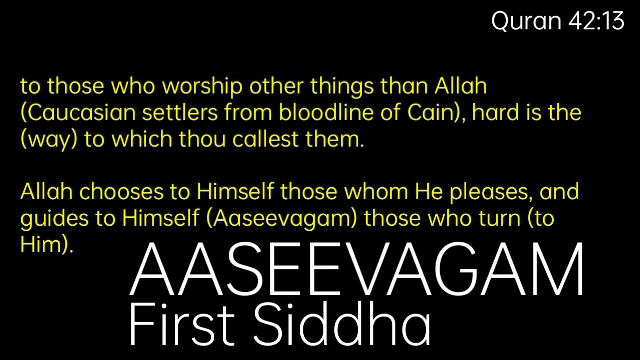 Quran 42:13
to those who worship other things than Allah
(Caucasian settlers from bloodline of Cain), hard is the
(way) to which thou callest them.
Allah chooses to Himself those whom He pleases, and
guides to Himself (Aaseevagam) those who turn (to
Him).
AASEEVAGAM
First Siddha